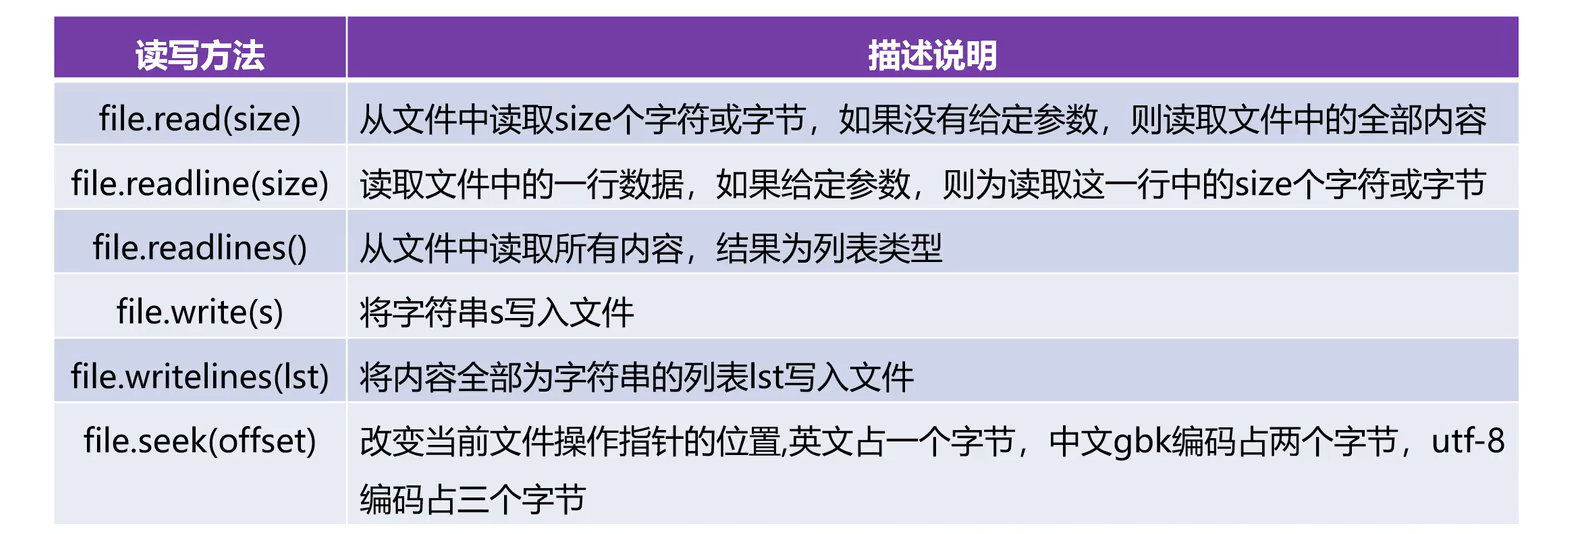 读写方法 描述说明
file.read(size) 从文件中读取size个字符或字节，如果没有给定参数，则读取文件中的全部内容
file.readline(size) 读取文件中的一行数据，如果给定参数，则为读取这一行中的size个字符或字节
file.readlines() 从文件中读取所有内容，结果为列表类型
file.write(s) 将字符串s写入文件
file.writelines(lst) 将内容全部为字符串的列表lst写入文件
file.seek(offset) 改变当前文件操作指针的位置,英文占一个字节，中文gbk编码占两个字节，utf-8
编码占三个字节